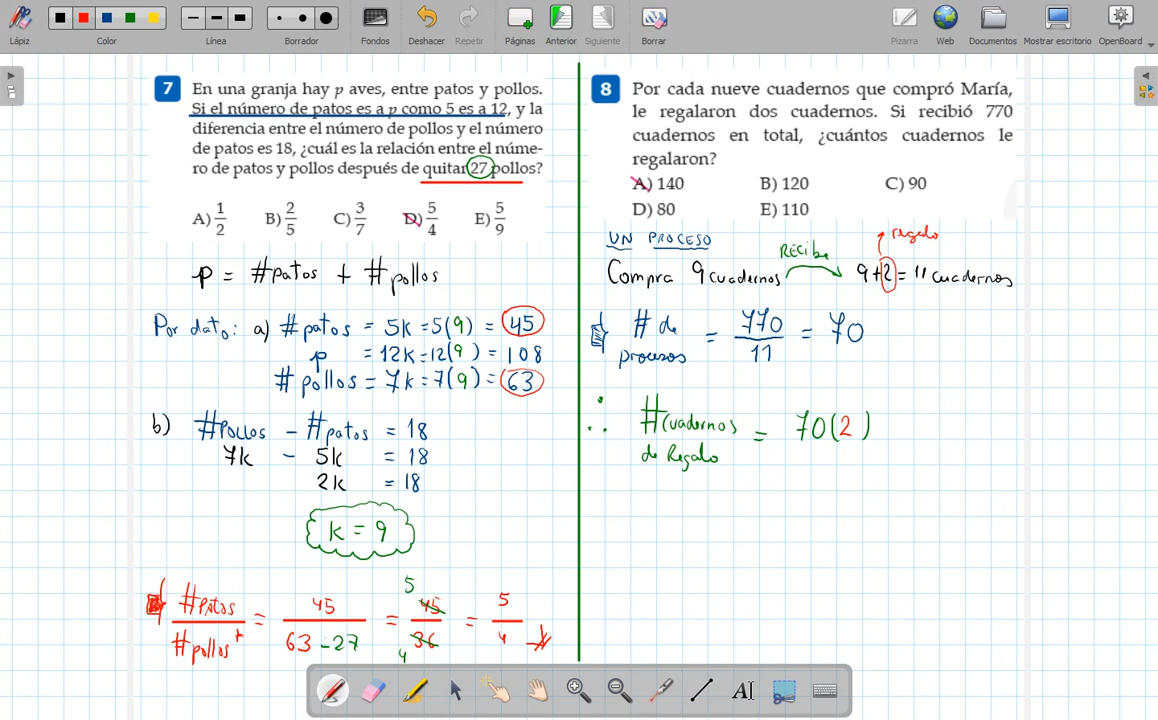 Lápiz
Color
Línea
Borrador
Fondos
Deshacer
Repetir
Páginas
Anterior
Siguiente
Borrar
Pizarra
Web
Documentos
Mostrar escritorio
OpenBoard
7
En una granja hay p aves, entre patos y pollos.
Si el número de patos es a p como 5 es a 12, y la
diferencia entre el número de pollos y el número
de patos es 18, ¿cuál es la relación entre el núme-
ro de patos y pollos después de quitar 27 pollos?
A) 1/2 B) 2/5 C) 3/7 D) 5/4 E) 5/9
p = #patos + #pollos
Por dato: a) #patos = 5k = 5(9) = 45
p = 12k = 12(9) = 108
#pollos = 7k = 7(9) = 63
b) #POLLOS - #patos = 18
7k - 5k = 18
2k = 18
k = 9
#PATOS / #pollos = 45 / 63 - 27 = 45 / 36 = 5 / 4
5
4
8
Por cada nueve cuadernos que compró María,
le regalaron dos cuadernos. Si recibió 770
cuadernos en total, ¿cuántos cuadernos le
regalaron?
A) 140 B) 120 C) 90
D) 80 E) 110
UN PROCESO
RECIBE
regalo
Compra 9 cuadernos 9+2 = 11 cuadernos
# de procesos = 770 / 11 = 70
∴ #Cuadernos de Regalo = 70(2)